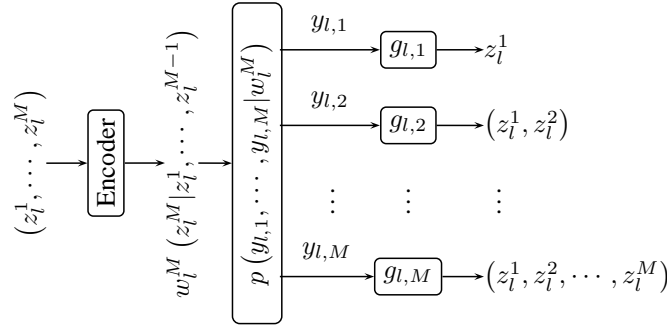 (z_l^1, ⋯, z_l^M)
Encoder
w_l^M (z_l^M|z_l^1, ⋯, z_l^{M−1})
p (y_{l,1}, ⋯, y_{l,M}|w_l^M)
y_{l,1}
g_{l,1}
z_l^1
y_{l,2}
g_{l,2}
(z_l^1, z_l^2)
⋮ ⋮ ⋮
y_{l,M}
g_{l,M}
(z_l^1, z_l^2, ⋯, z_l^M)